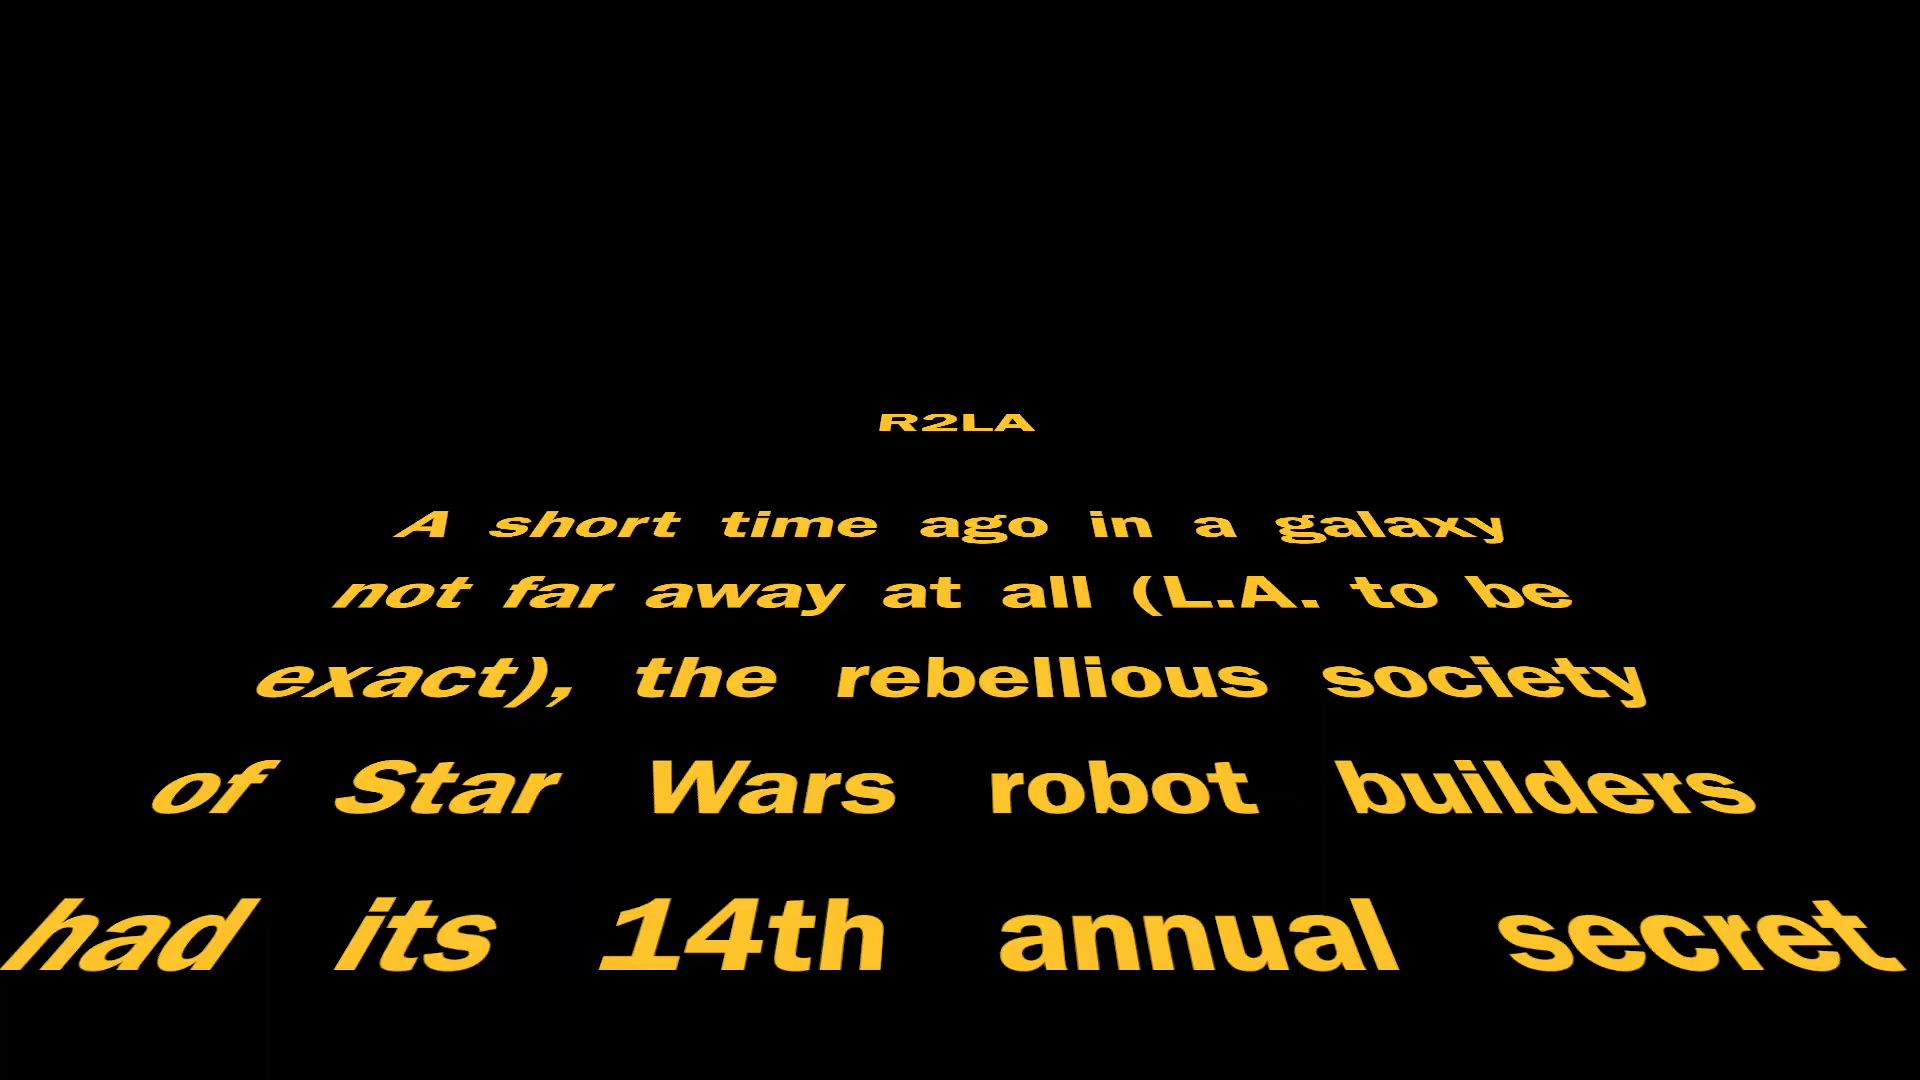 R2LA
A short time ago in a galaxy
not far away at all (L.A. to be
exact), the rebellious society
of Star Wars robot builders
had its 14th annual secret